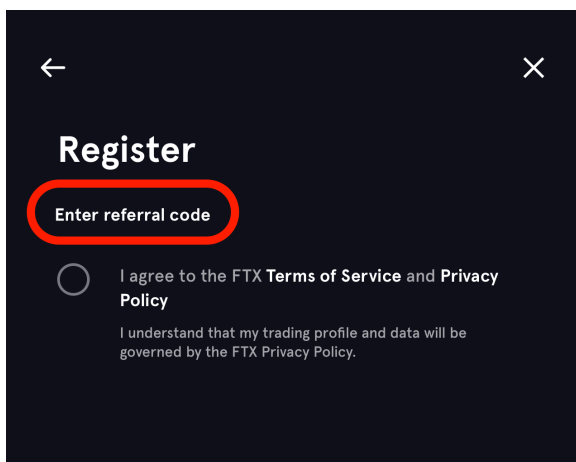 Register
Enter referral code
I agree to the FTX Terms of Service and Privacy
Policy
I understand that my trading profile and data will be
governed by the FTX Privacy Policy.